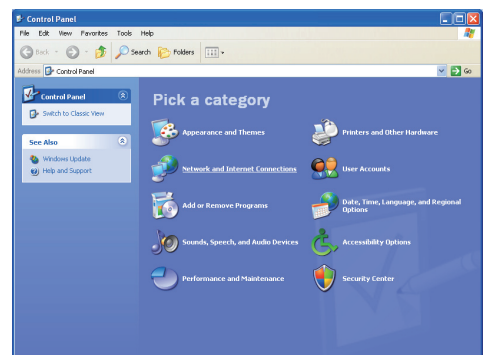 Control Panel
File Edit View Favorites Tools Help
Back Search Folders
Address Control Panel Go
Control Panel
Switch to Classic View
See Also
Windows Update
Help and Support
Pick a category
Appearance and Themes
Printers and Other Hardware
Network and Internet Connections
User Accounts
Add or Remove Programs
Date, Time, Language, and Regional
Options
Sounds, Speech, and Audio Devices
Accessibility Options
Performance and Maintenance
Security Center